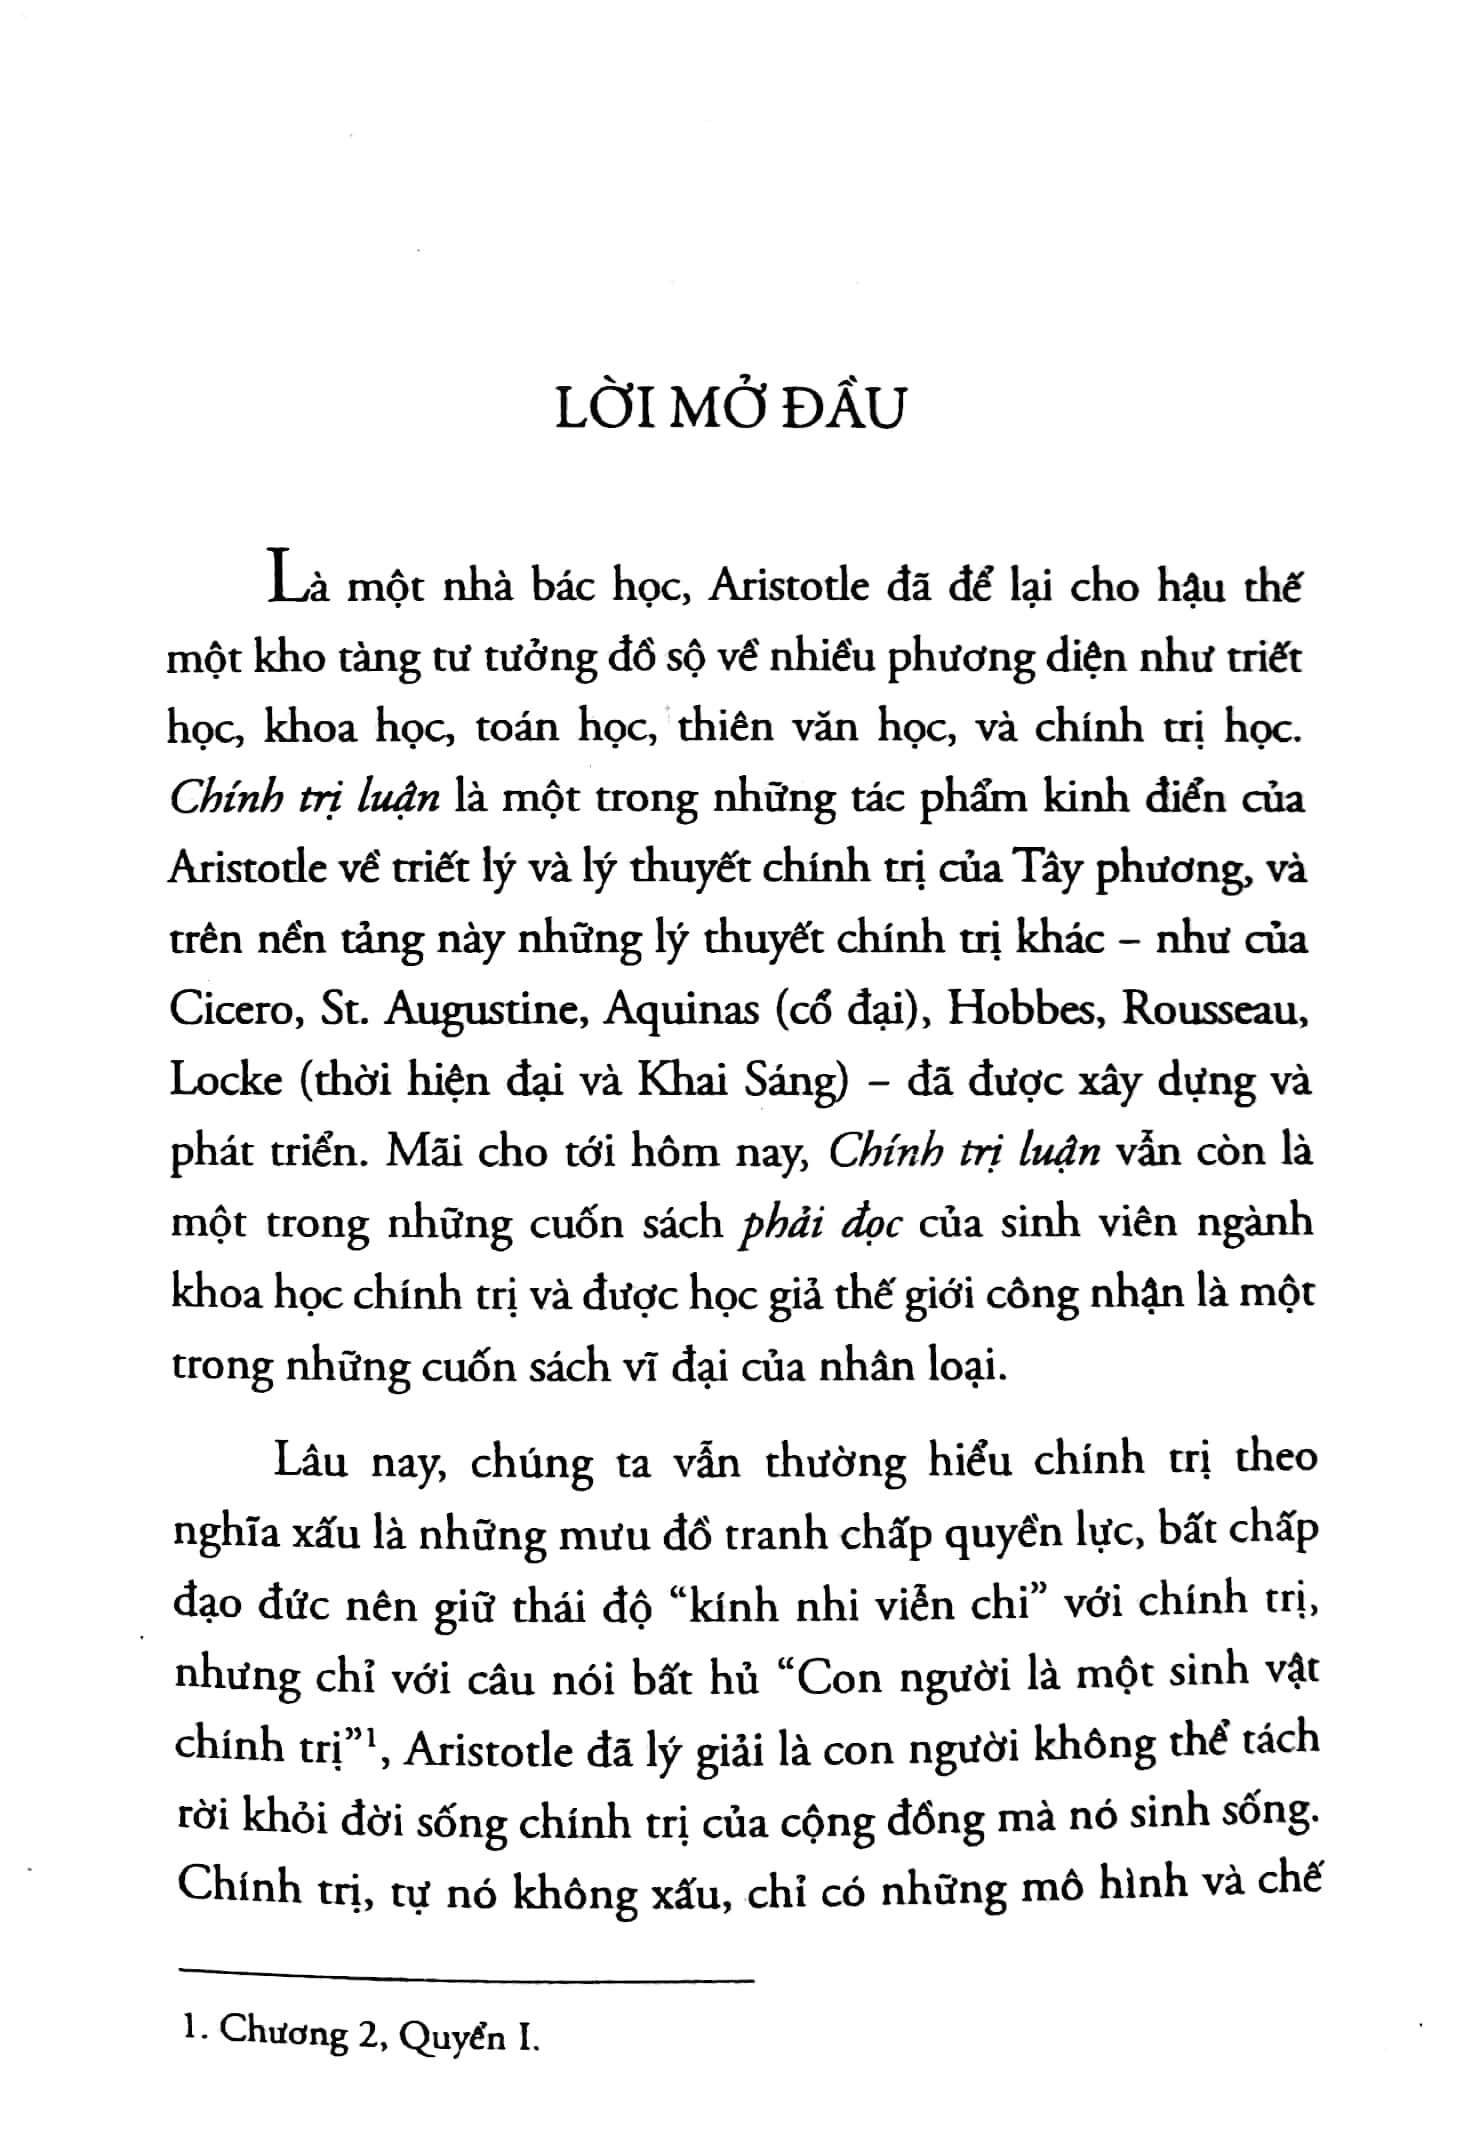 LỜI MỞ ĐẦU
Là một nhà bác học, Aristotle đã để lại cho hậu thế
một kho tàng tư tưởng đồ sộ về nhiều phương diện như triết
học, khoa học, toán học, thiên văn học, và chính trị học.
Chính trị luận là một trong những tác phẩm kinh điển của
Aristotle về triết lý và lý thuyết chính trị của Tây phương, và
trên nền tảng này những lý thuyết chính trị khác – như của
Cicero, St. Augustine, Aquinas (cổ đại), Hobbes, Rousseau,
Locke (thời hiện đại và Khai Sáng) – đã được xây dựng và
phát triển. Mãi cho tới hôm nay, Chính trị luận vẫn còn là
một trong những cuốn sách phải đọc của sinh viên ngành
khoa học chính trị và được học giả thế giới công nhận là một
trong những cuốn sách vĩ đại của nhân loại.
Lâu nay, chúng ta vẫn thường hiểu chính trị theo
nghĩa xấu là những mưu đồ tranh chấp quyền lực, bất chấp
đạo đức nên giữ thái độ “kính nhi viễn chi” với chính trị,
nhưng chỉ với câu nói bất hủ “Con người là một sinh vật
chính trị”¹, Aristotle đã lý giải là con người không thể tách
rời khỏi đời sống chính trị của cộng đồng mà nó sinh sống.
Chính trị, tự nó không xấu, chỉ có những mô hình và chế
1. Chương 2, Quyển I.